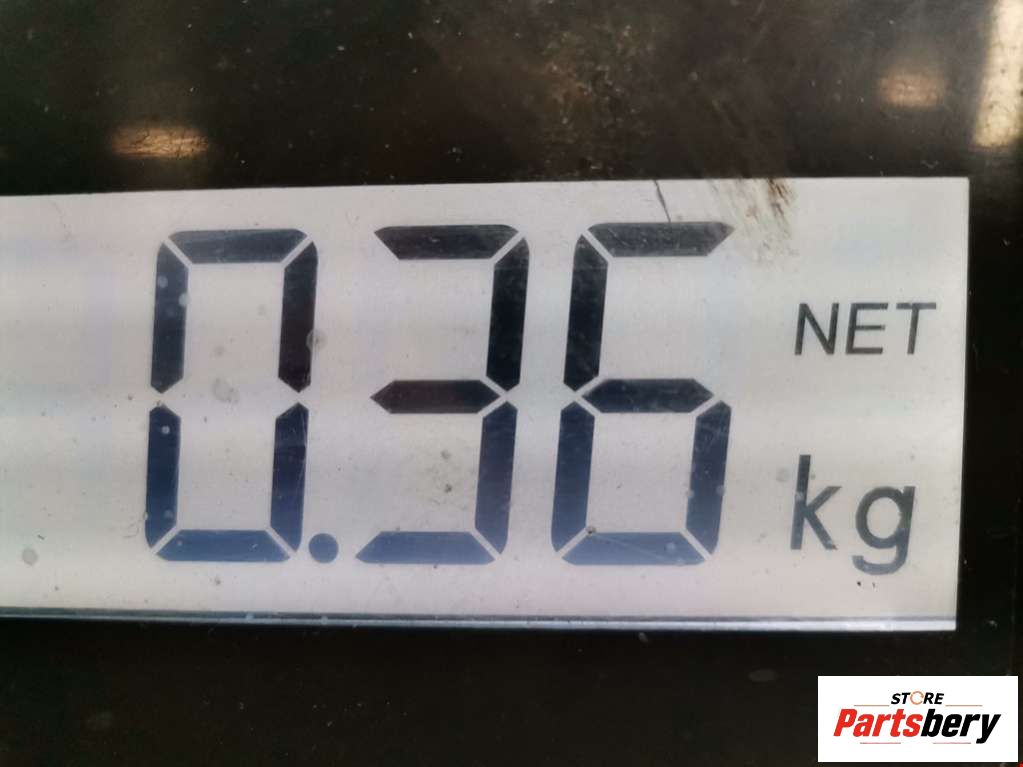 NET
0.36 kg
STORE
Partsbery